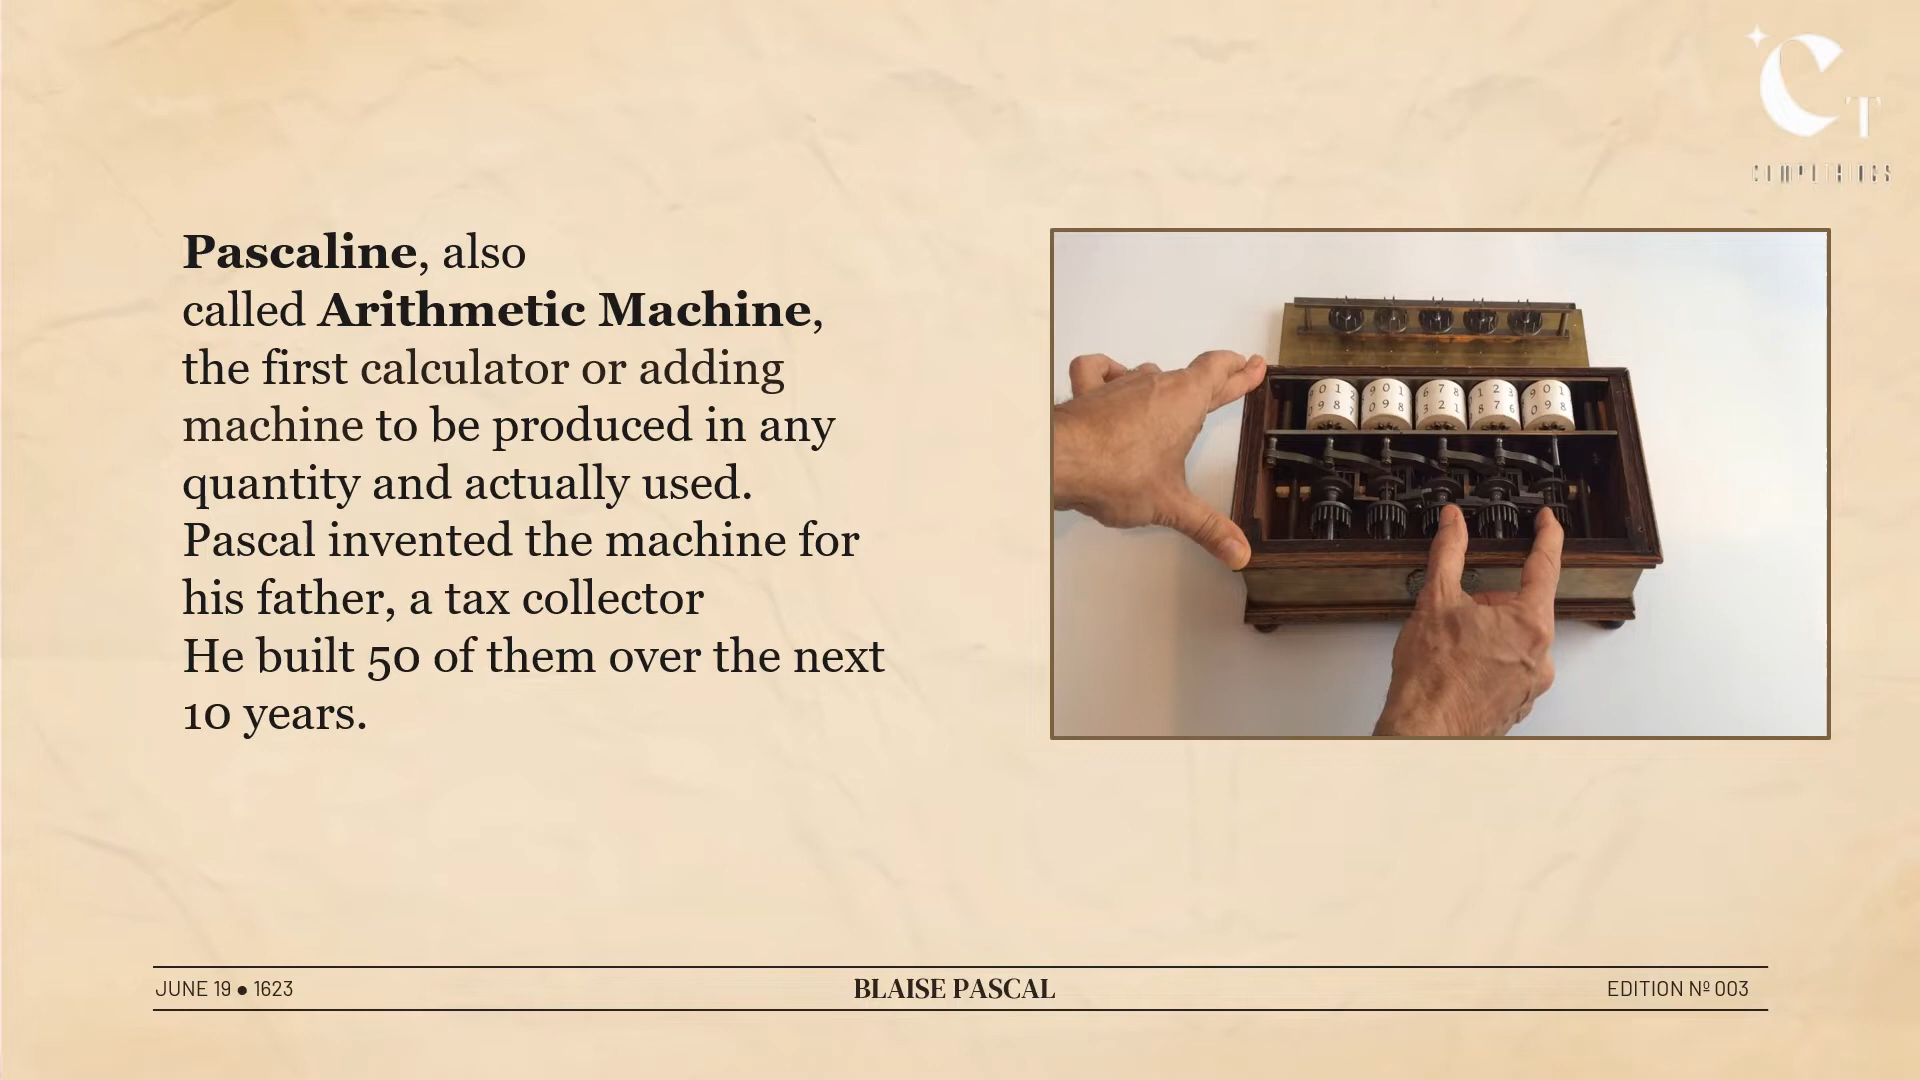 C
T
COMPUTHINGS
Pascaline, also
called Arithmetic Machine,
the first calculator or adding
machine to be produced in any
quantity and actually used.
Pascal invented the machine for
his father, a tax collector
He built 50 of them over the next
10 years.
JUNE 19 ● 1623
BLAISE PASCAL
EDITION Nº 003